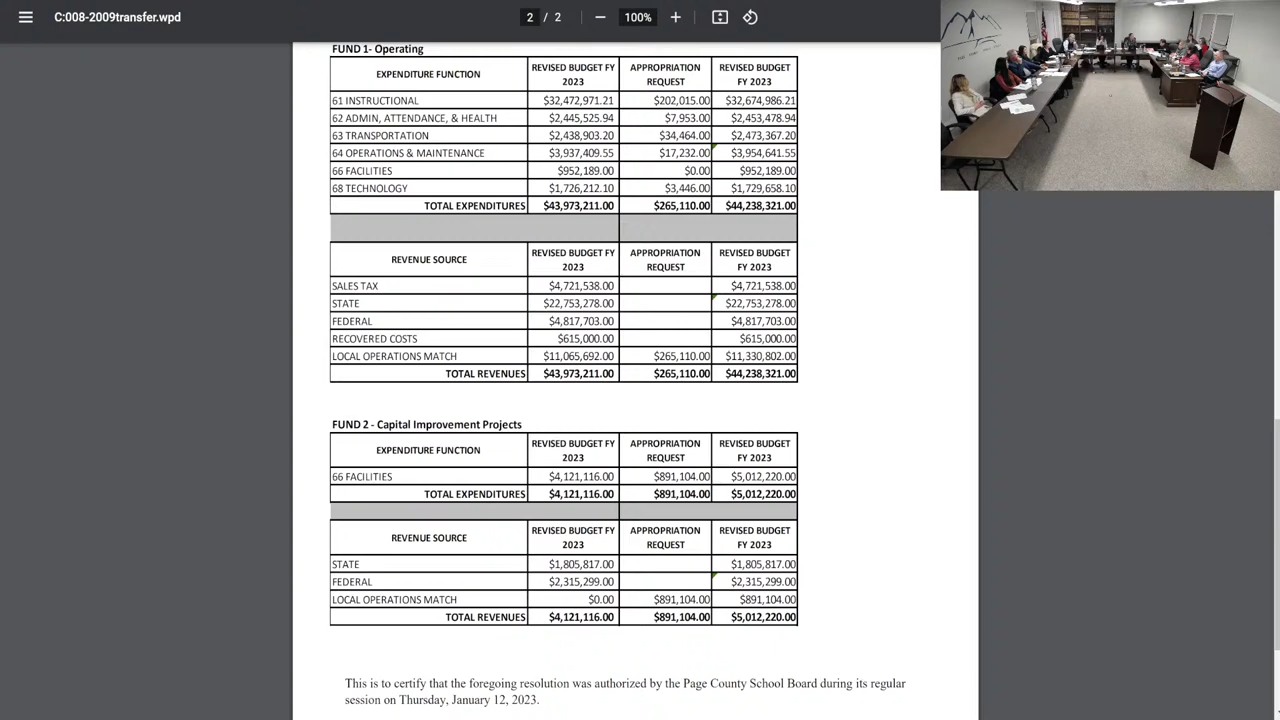 C:008-2009transfer.wpd
2 / 2
100%
FUND 1- Operating
EXPENDITURE FUNCTION REVISED BUDGET FY 2023 APPROPRIATION REQUEST REVISED BUDGET FY 2023
61 INSTRUCTIONAL $32,472,971.21 $202,015.00 $32,674,986.21
62 ADMIN, ATTENDANCE, & HEALTH $2,445,525.94 $7,953.00 $2,453,478.94
63 TRANSPORTATION $2,438,903.20 $34,464.00 $2,473,367.20
64 OPERATIONS & MAINTENANCE $3,937,409.55 $17,232.00 $3,954,641.55
66 FACILITIES $952,189.00 $0.00 $952,189.00
68 TECHNOLOGY $1,726,212.10 $3,446.00 $1,729,658.10
TOTAL EXPENDITURES $43,973,211.00 $265,110.00 $44,238,321.00
REVENUE SOURCE REVISED BUDGET FY 2023 APPROPRIATION REQUEST REVISED BUDGET FY 2023
SALES TAX $4,721,538.00 $4,721,538.00
STATE $22,753,278.00 $22,753,278.00
FEDERAL $4,817,703.00 $4,817,703.00
RECOVERED COSTS $615,000.00 $615,000.00
LOCAL OPERATIONS MATCH $11,065,692.00 $265,110.00 $11,330,802.00
TOTAL REVENUES $43,973,211.00 $265,110.00 $44,238,321.00
FUND 2 - Capital Improvement Projects
EXPENDITURE FUNCTION REVISED BUDGET FY 2023 APPROPRIATION REQUEST REVISED BUDGET FY 2023
66 FACILITIES $4,121,116.00 $891,104.00 $5,012,220.00
TOTAL EXPENDITURES $4,121,116.00 $891,104.00 $5,012,220.00
REVENUE SOURCE REVISED BUDGET FY 2023 APPROPRIATION REQUEST REVISED BUDGET FY 2023
STATE $1,805,817.00 $1,805,817.00
FEDERAL $2,315,299.00 $2,315,299.00
LOCAL OPERATIONS MATCH $0.00 $891,104.00 $891,104.00
TOTAL REVENUES $4,121,116.00 $891,104.00 $5,012,220.00
This is to certify that the foregoing resolution was authorized by the Page County School Board during its regular
session on Thursday, January 12, 2023.